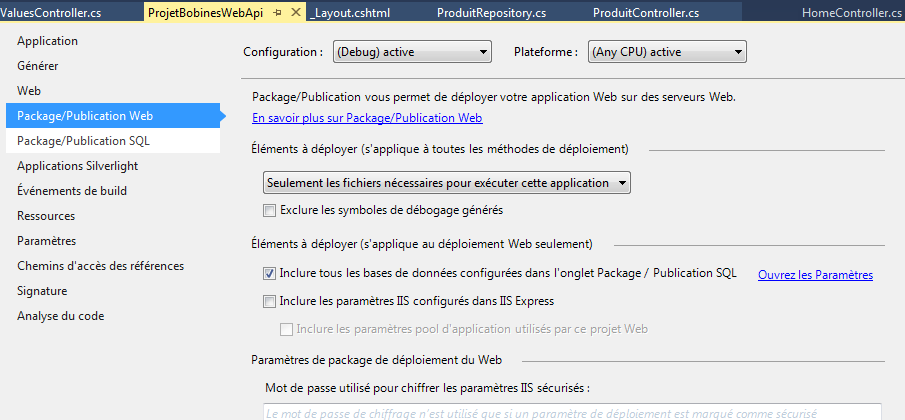 ValuesController.cs ProjetBobinesWebApi _Layout.cshtml ProduitRepository.cs ProduitController.cs HomeController.cs
Application
Générer
Web
Package/Publication Web
Package/Publication SQL
Applications Silverlight
Événements de build
Ressources
Paramètres
Chemins d'accès des références
Signature
Analyse du code
Configuration : (Debug) active Plateforme : (Any CPU) active
Package/Publication vous permet de déployer votre application Web sur des serveurs Web.
En savoir plus sur Package/Publication Web
Éléments à déployer (s'applique à toutes les méthodes de déploiement)
Seulement les fichiers nécessaires pour exécuter cette application
Exclure les symboles de débogage générés
Éléments à déployer (s'applique au déploiement Web seulement)
Inclure tous les bases de données configurées dans l'onglet Package / Publication SQL Ouvrez les Paramètres
Inclure les paramètres IIS configurés dans IIS Express
Inclure les paramètres pool d'application utilisés par ce projet Web
Paramètres de package de déploiement du Web
Mot de passe utilisé pour chiffrer les paramètres IIS sécurisés :
Le mot de passe de chiffrage n'est utilisé que si un paramètre de déploiement est marqué comme sécurisé